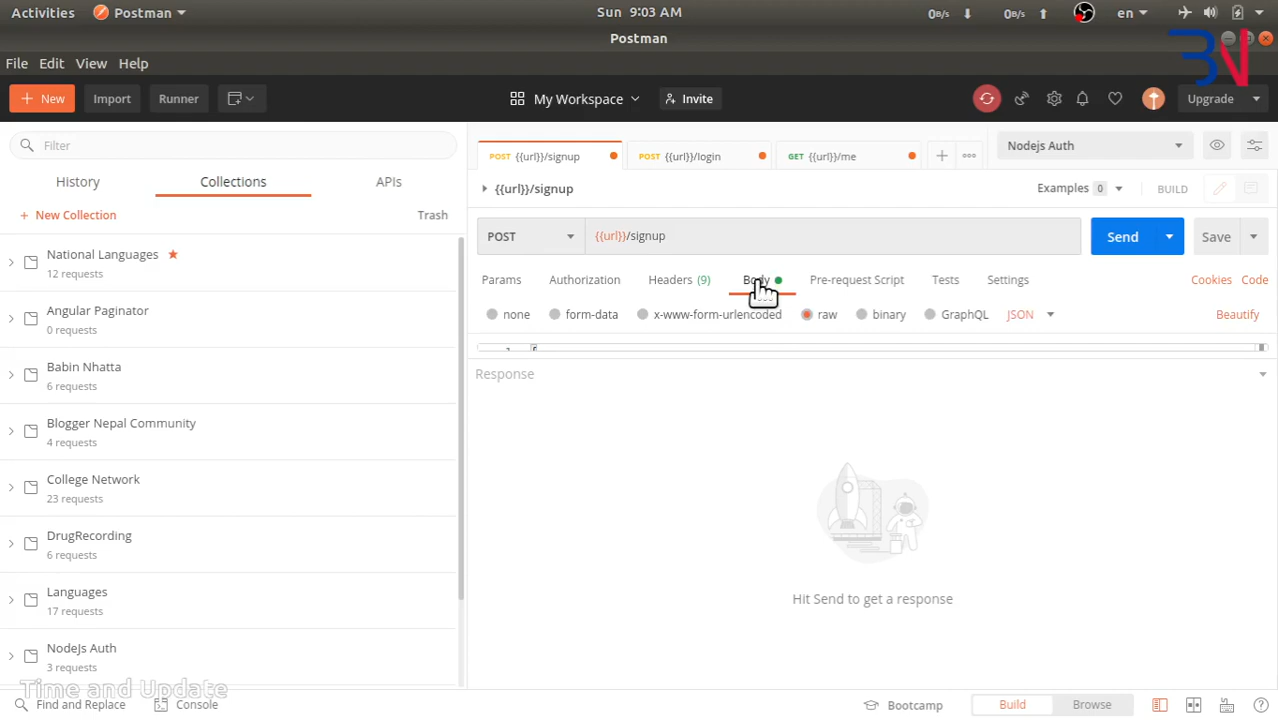 Activities Postman Sun 9:03 AM 0B/s 0B/s en
Postman
BN
File Edit View Help
New Import Runner My Workspace Invite Upgrade
Filter
POST {{url}}/signup POST {{url}}/login GET {{url}}/me Nodejs Auth
History Collections APIs
{{url}}/signup Examples 0 BUILD
+ New Collection Trash
POST {{url}}/signup Send Save
National Languages
12 requests
Params Authorization Headers (9) Body Pre-request Script Tests Settings Cookies Code
none form-data x-www-form-urlencoded raw binary GraphQL JSON Beautify
Angular Paginator
0 requests
Response
Babin Nhatta
6 requests
Blogger Nepal Community
4 requests
College Network
23 requests
DrugRecording
6 requests
Languages
17 requests
Hit Send to get a response
NodeJs Auth
3 requests
Time and Update
Find and Replace Console Bootcamp Build Browse